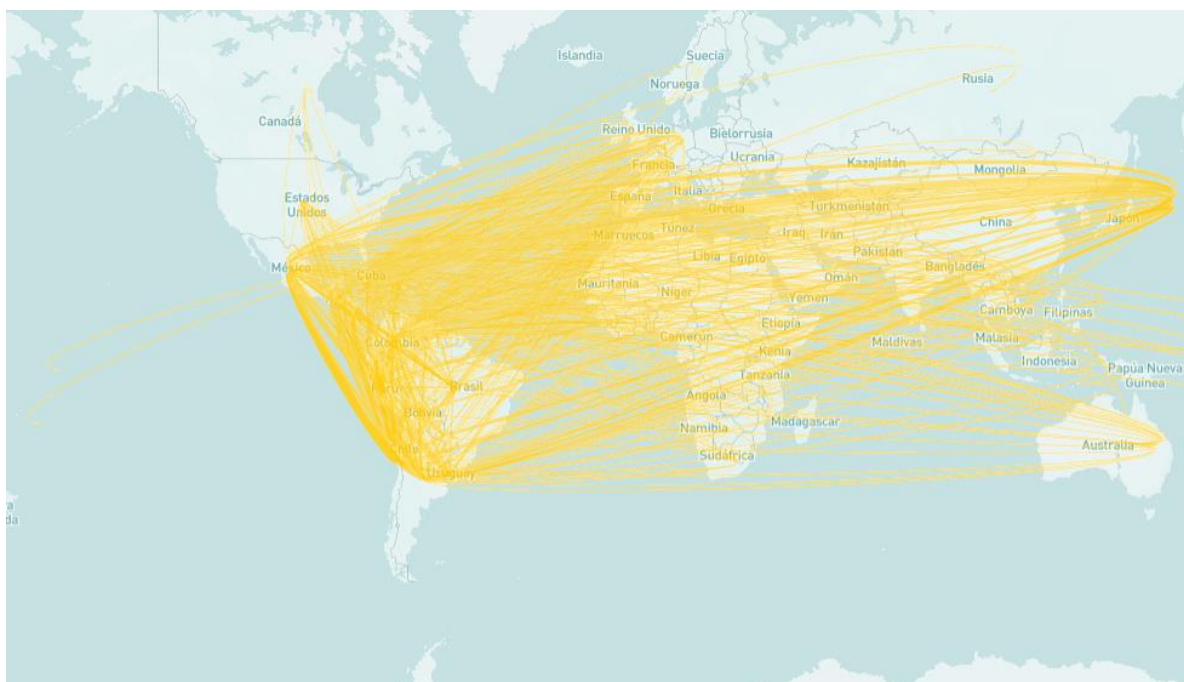 Islandia
Suecia
Noruega
Rusia
Canadá
Reino Unido
Bielorrusia
Ucrania
Francia
Kazajistán
Mongolia
Estados
Unidos
España
Italia
Grecia
Turkmenistán
Japón
China
Marruecos
Túnez
Iraq
Irán
Pakistán
México
Cuba
Libia
Egipto
Bangladés
Omán
Mauritania
Níger
Yemen
Camboya
Filipinas
Etiopía
Colombia
Camerún
Maldivas
Malasia
Kenia
Indonesia
Tanzania
Papúa Nueva
Guinea
Perú
Brasil
Angola
Bolivia
Madagascar
Namibia
Australia
Chile
Sudáfrica
Uruguay
da